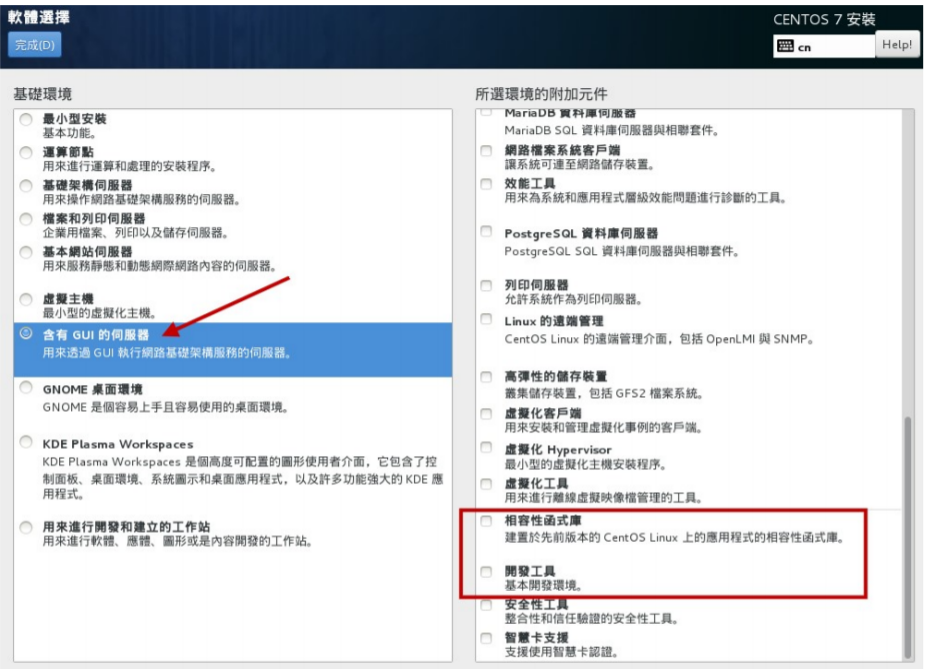 軟體選擇
完成(D)
CENTOS 7 安裝
cn
Help!
基礎環境
最小型安裝
基本功能。
運算節點
用來進行運算和處理的安裝程序。
基礎架構伺服器
用來操作網路基礎架構服務的伺服器。
檔案和列印伺服器
企業用檔案、列印以及儲存伺服器。
基本網站伺服器
用來服務靜態和動態網際網路內容的伺服器。
虛擬主機
最小型的虛擬化主機。
含有 GUI 的伺服器
用來透過 GUI 執行網路基礎架構服務的伺服器。
GNOME 桌面環境
GNOME 是個容易上手且容易使用的桌面環境。
KDE Plasma Workspaces
KDE Plasma Workspaces 是個高度可配置的圖形使用者介面，它包含了控
制面板、桌面環境、系統圖示和桌面應用程式，以及許多功能強大的 KDE 應
用程式。
用來進行開發和建立的工作站
用來進行軟體、應體、圖形或是內容開發的工作站。
所選環境的附加元件
MariaDB 資料庫伺服器
MariaDB SQL 資料庫伺服器與相聯套件。
網路檔案系統客戶端
讓系統可連至網路儲存裝置。
效能工具
用來為系統和應用程式層級效能問題進行診斷的工具。
PostgreSQL 資料庫伺服器
PostgreSQL SQL 資料庫伺服器與相聯套件。
列印伺服器
允許系統作為列印伺服器。
Linux 的遠端管理
CentOS Linux 的遠端管理介面，包括 OpenLMI 與 SNMP。
高彈性的儲存裝置
叢集儲存裝置，包括 GFS2 檔案系統。
虛擬化客戶端
用來安裝和管理虛擬化事例的客戶端。
虛擬化 Hypervisor
最小型的虛擬化主機安裝程序。
虛擬化工具
用來進行離線虛擬映像檔管理的工具。
相容性函式庫
建置於先前版本的 CentOS Linux 上的應用程式的相容性函式庫。
開發工具
基本開發環境。
安全性工具
整合性和信任驗證的安全性工具。
智慧卡支援
支援使用智慧卡認證。